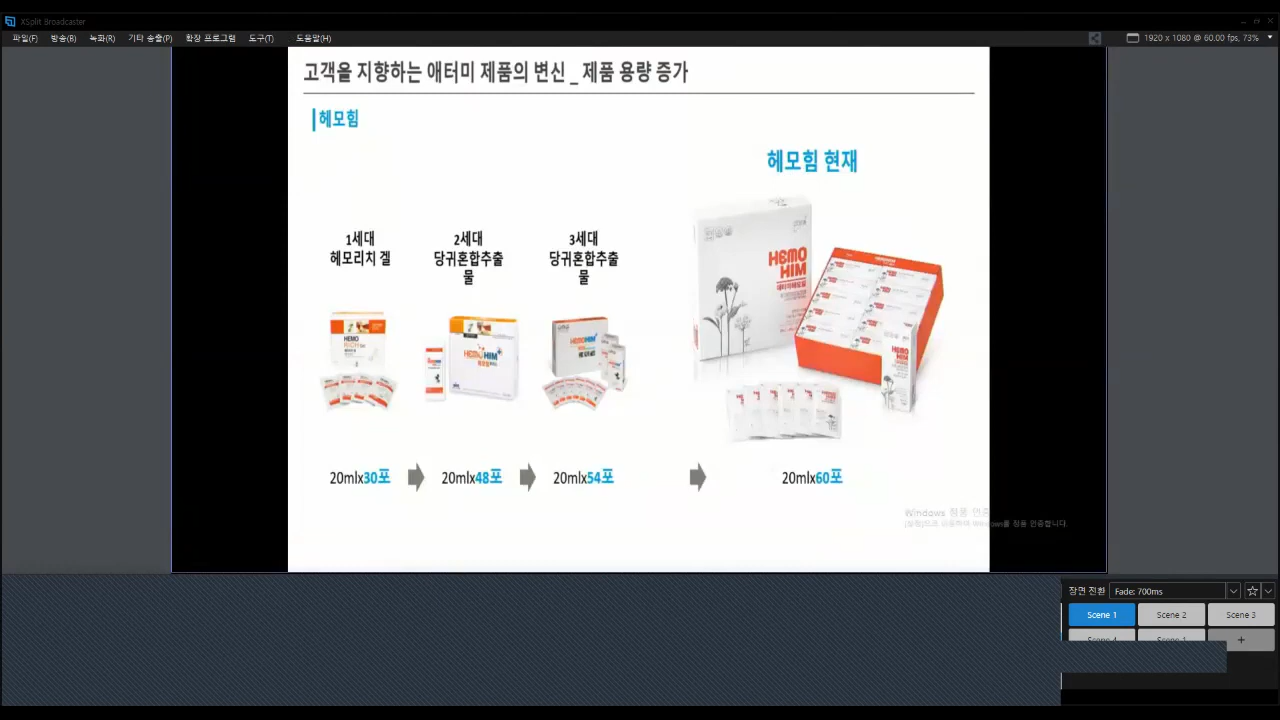 XSplit Broadcaster
파일(F) 방송(B) 녹화(R) 기타 송출(P) 확장 프로그램 도구(T) 도움말(H)
1920 x 1080 @ 60.00 fps, 73%
고객을 지향하는 애터미 제품의 변신 _ 제품 용량 증가
헤모힘
헤모힘 현재
1세대
헤모리치 겔
2세대
당귀혼합추출
물
3세대
당귀혼합추출
물
HEMO
HEMOHIM
HEMOHIM
HEMO
HIM
20mlx30포
20mlx48포
20mlx54포
20mlx60포
Windows 정품 인증
장면 전환 Fade: 700ms
Scene 1 Scene 2 Scene 3
Scene 4 +